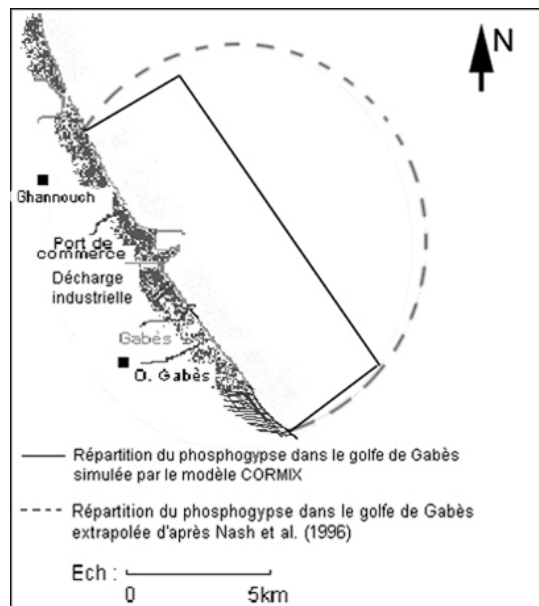 N
Ghannouch
Port de
commerce
Décharge
industrielle
Gabès
O. Gabès
Répartition du phosphogypse dans le golfe de Gabès
simulée par le modèle CORMIX
Répartition du phosphogypse dans le golfe de Gabès
extrapolée d'après Nash et al. (1996)
Ech :
0 5km